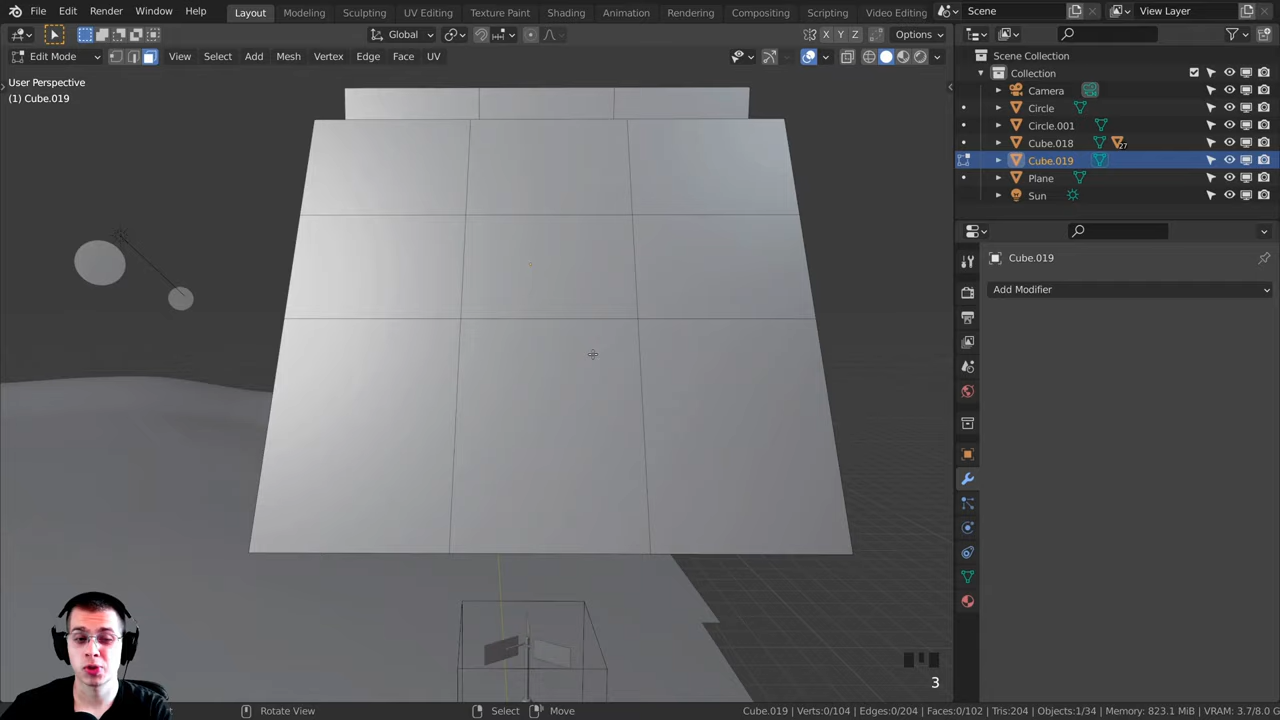 File Edit Render Window Help Layout Modeling Sculpting UV Editing Texture Paint Shading Animation Rendering Compositing Scripting Video Editing Scene View Layer
Global X Y Z Options
Edit Mode View Select Add Mesh Vertex Edge Face UV
User Perspective
(1) Cube.019
Scene Collection
Collection
Camera
Circle
Circle.001
Cube.018 27
Cube.019
Plane
Sun
Cube.019
Add Modifier
3
Rotate View Select Move Cube.019 | Verts:0/104 | Edges:0/204 | Faces:0/102 | Tris:204 | Objects:1/34 | Memory: 823.1 MiB | VRAM: 3.7/8.0 G